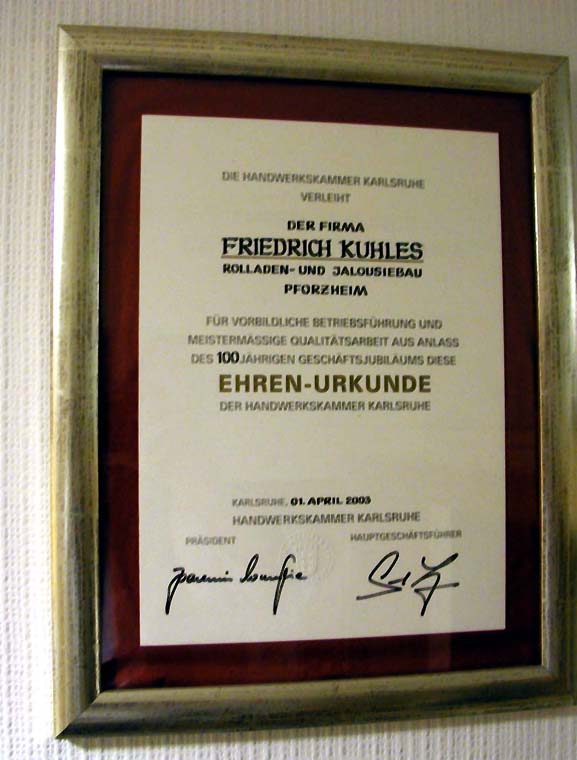 DIE HANDWERKSKAMMER KARLSRUHE
VERLEIHT
DER FIRMA
FRIEDRICH KUHLES
ROLLADEN- UND JALOUSIEBAU
PFORZHEIM
FÜR VORBILDLICHE BETRIEBSFÜHRUNG UND
MEISTERMÄSSIGE QUALITÄTSARBEIT AUS ANLASS
DES 100JÄHRIGEN GESCHÄFTSJUBILÄUMS DIESE
EHREN-URKUNDE
DER HANDWERKSKAMMER KARLSRUHE
KARLSRUHE, 01. APRIL 2003
HANDWERKSKAMMER KARLSRUHE
PRÄSIDENT HAUPTGESCHÄFTSFÜHRER